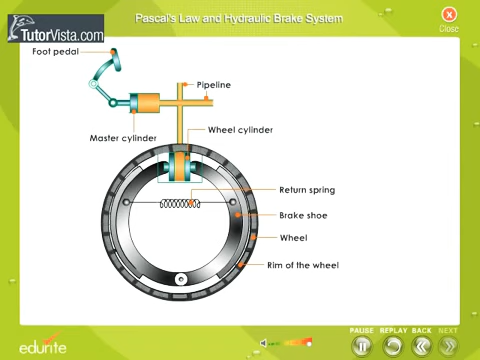 Pascal's Law and Hydraulic Brake System
Close
TutorVista.com
Foot pedal
Pipeline
Master cylinder
Wheel cylinder
Return spring
Brake shoe
Wheel
Rim of the wheel
edurite
PAUSE REPLAY BACK NEXT